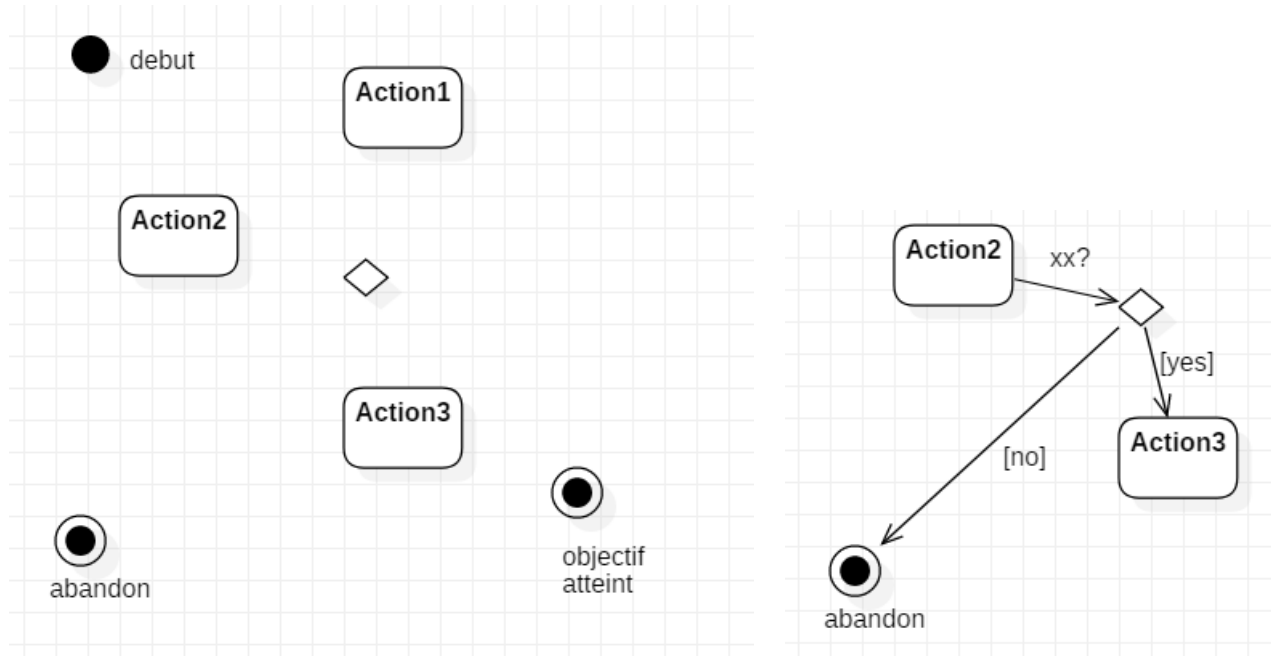 debut
Action1
Action2
Action3
abandon
objectif
atteint
Action2
xx?
[yes]
Action3
[no]
abandon